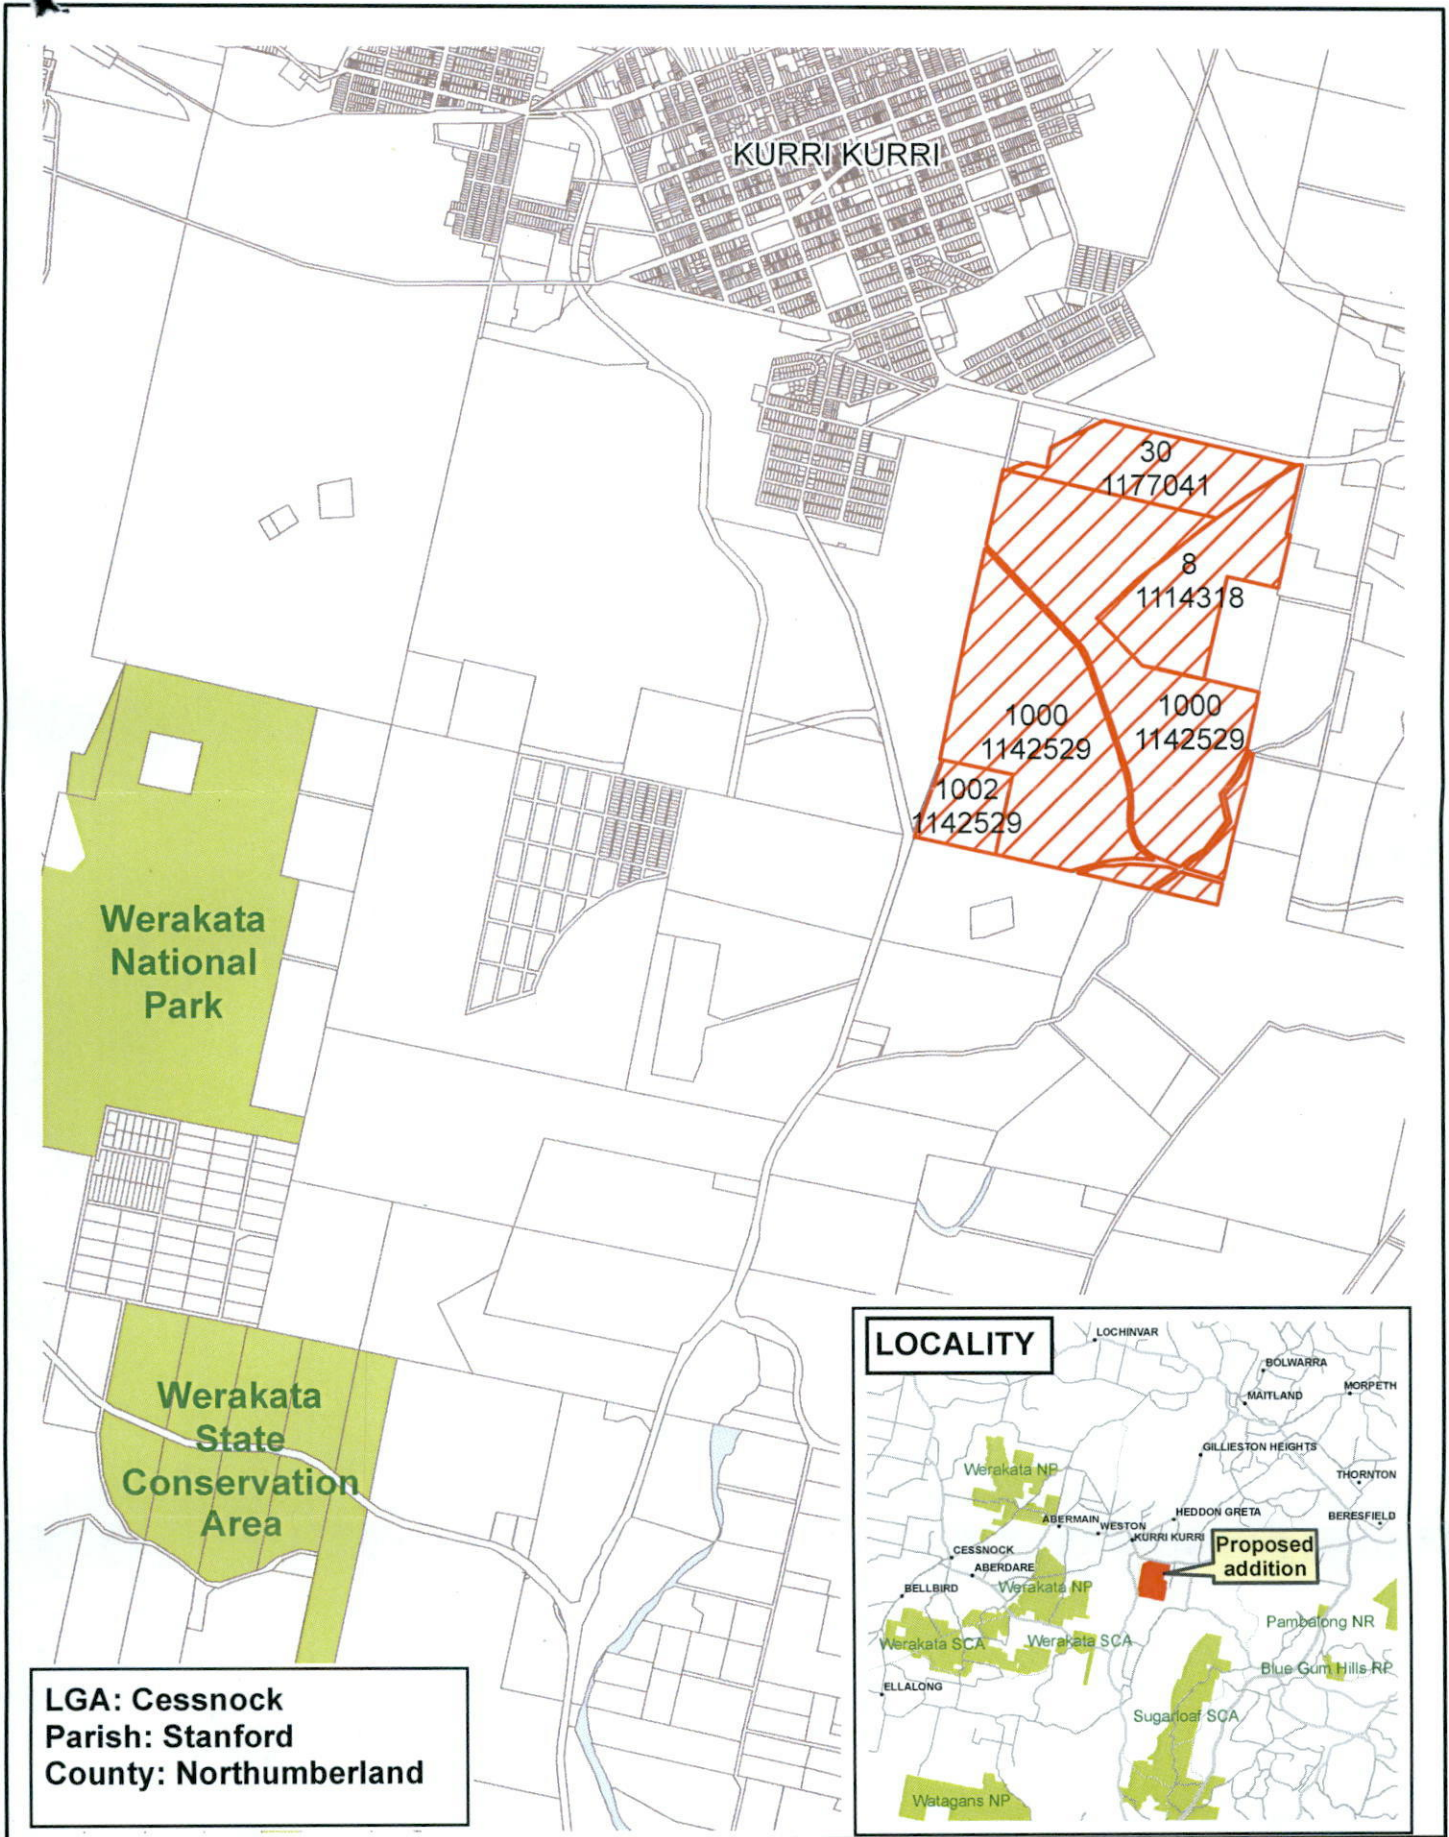 KURRI KURRI
30
1177041
8
1114318
1000
1142529
1000
1142529
1002
1142529
Werakata
National
Park
Werakata
State
Conservation
Area
LGA: Cessnock
Parish: Stanford
County: Northumberland
LOCALITY
LOCHINVAR
BOLWARRA
MORPETH
MAITLAND
GILLIESTON HEIGHTS
THORNTON
Werakata NP
HEDDON GRETA
BERESFIELD
ABERMAIN
WESTON
KURRI KURRI
Proposed
addition
CESSNOCK
ABERDARE
BELLBIRD
Werakata NP
Pambalong NR
Werakata SCA
Werakata SCA
Blue Gum Hills RP
ELLALONG
Sugarloaf SCA
Watagans NP